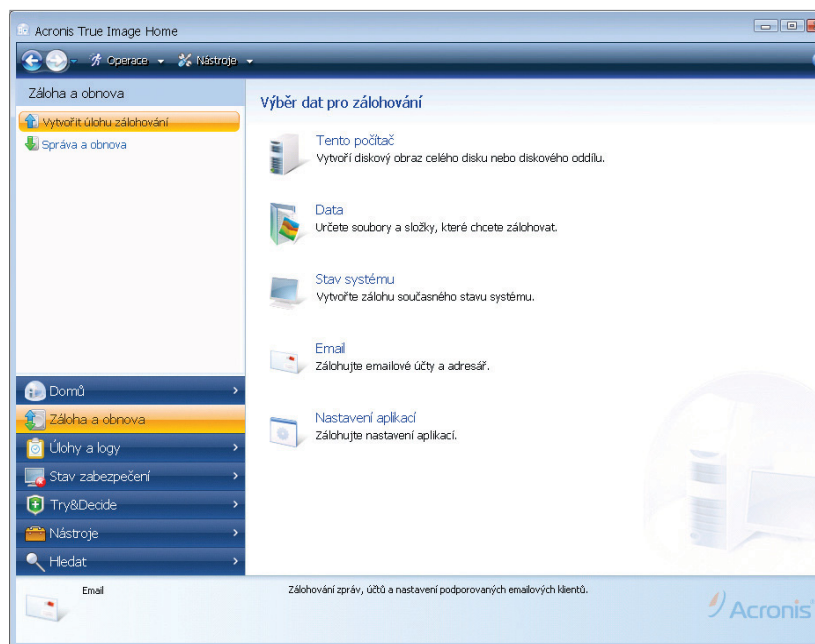 Acronis True Image Home
Operace
Nástroje
Záloha a obnova
Vytvořit úlohu zálohování
Správa a obnova
Výběr dat pro zálohování
Tento počítač
Vytvoří diskový obraz celého disku nebo diskového oddílu.
Data
Určete soubory a složky, které chcete zálohovat.
Stav systému
Vytvořte zálohu současného stavu systému.
Email
Zálohujte emailové účty a adresář.
Nastavení aplikací
Zálohujte nastavení aplikací.
Domů
Záloha a obnova
Úlohy a logy
Stav zabezpečení
Try&Decide
Nástroje
Hledat
Email
Zálohování zpráv, účtů a nastavení podporovaných emailových klientů.
Acronis